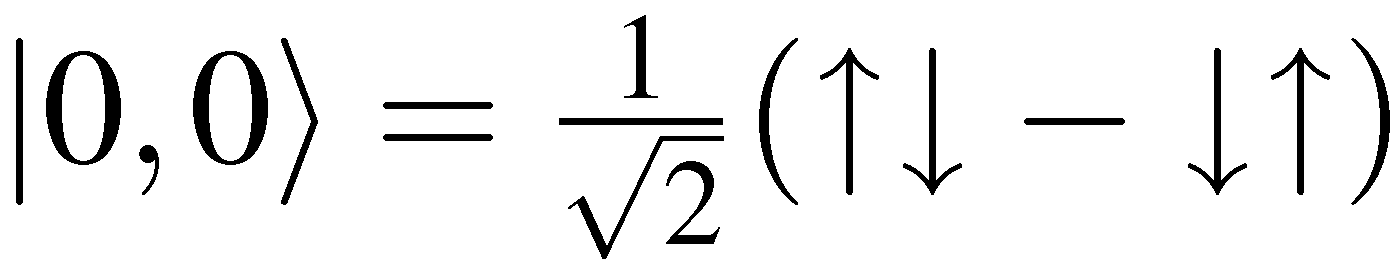 |0,0⟩ = 1/√2 (↑↓ − ↓↑)